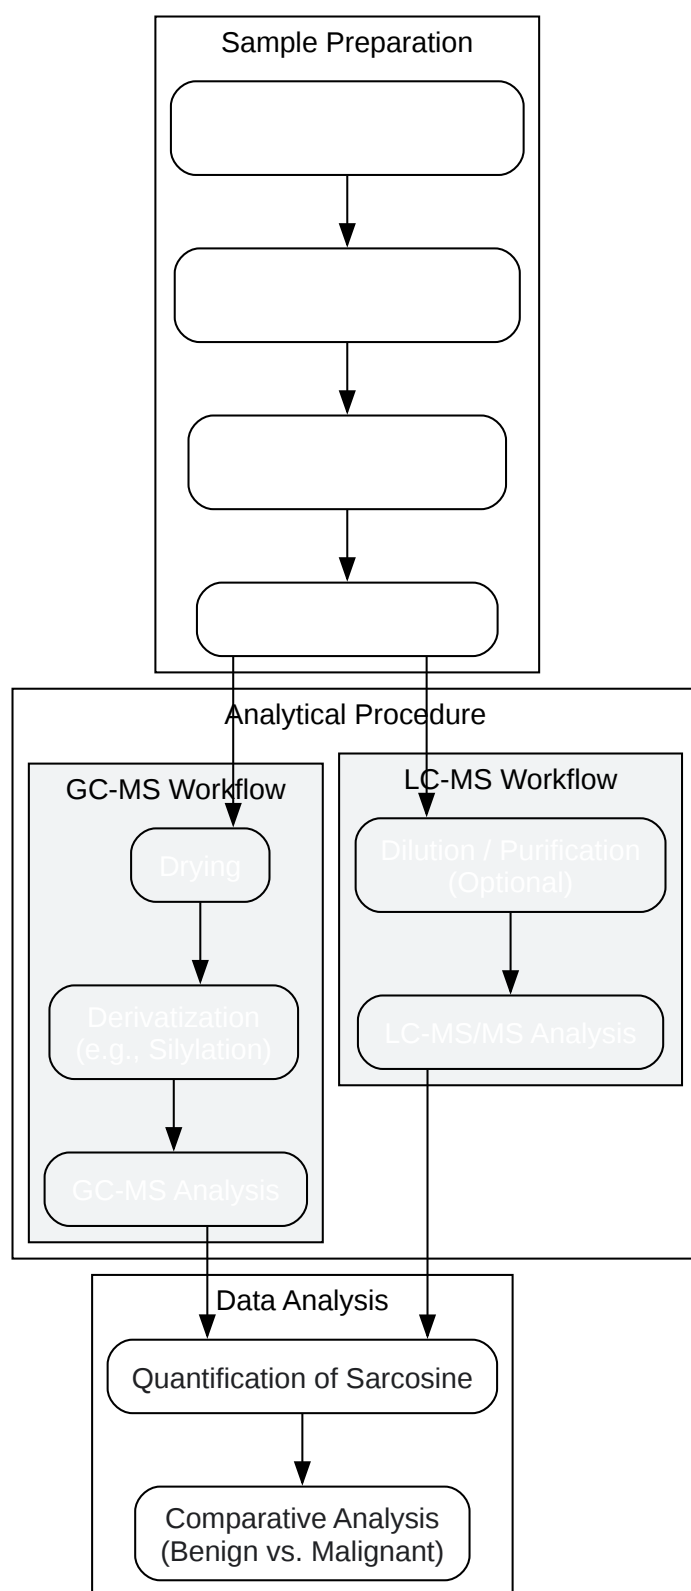 Sample Preparation
Analytical Procedure
GC-MS Workflow
Drying
Derivatization
(e.g., Silylation)
GC-MS Analysis
LC-MS Workflow
Dilution / Purification
(Optional)
LC-MS/MS Analysis
Data Analysis
Quantification of Sarcosine
Comparative Analysis
(Benign vs. Malignant)